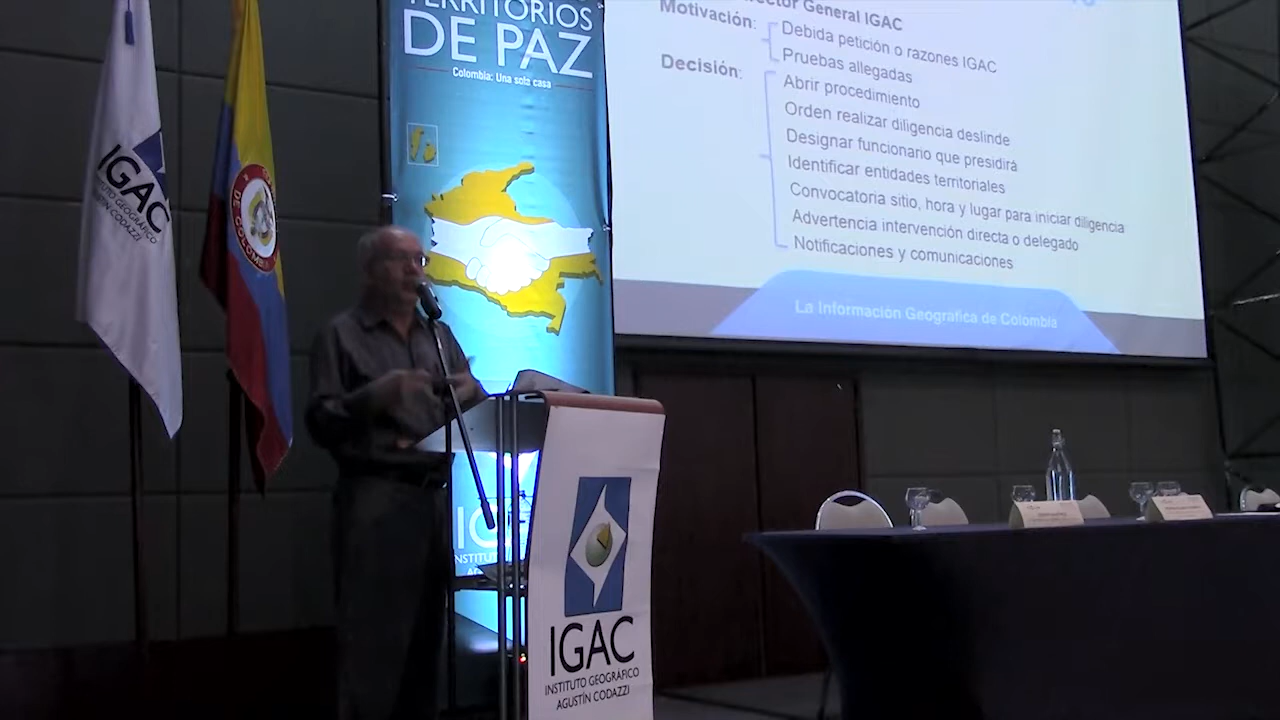 TERRITORIOS
DE PAZ
Colombia: Una sola casa
IGAC
INSTITUTO GEOGRÁFICO
AGUSTÍN CODAZZI
DE COLOMBIA
General IGAC
Motivación:
Debida petición o razones IGAC
Pruebas allegadas
Decisión:
Abrir procedimiento
Orden realizar diligencia deslinde
Designar funcionario que presidirá
Identificar entidades territoriales
Convocatoria sitio, hora y lugar para iniciar diligencia
Advertencia intervención directa o delegado
Notificaciones y comunicaciones
La Información Geográfica de Colombia
IGAC
INSTITUTO GEOGRÁFICO
AGUSTÍN CODAZZI